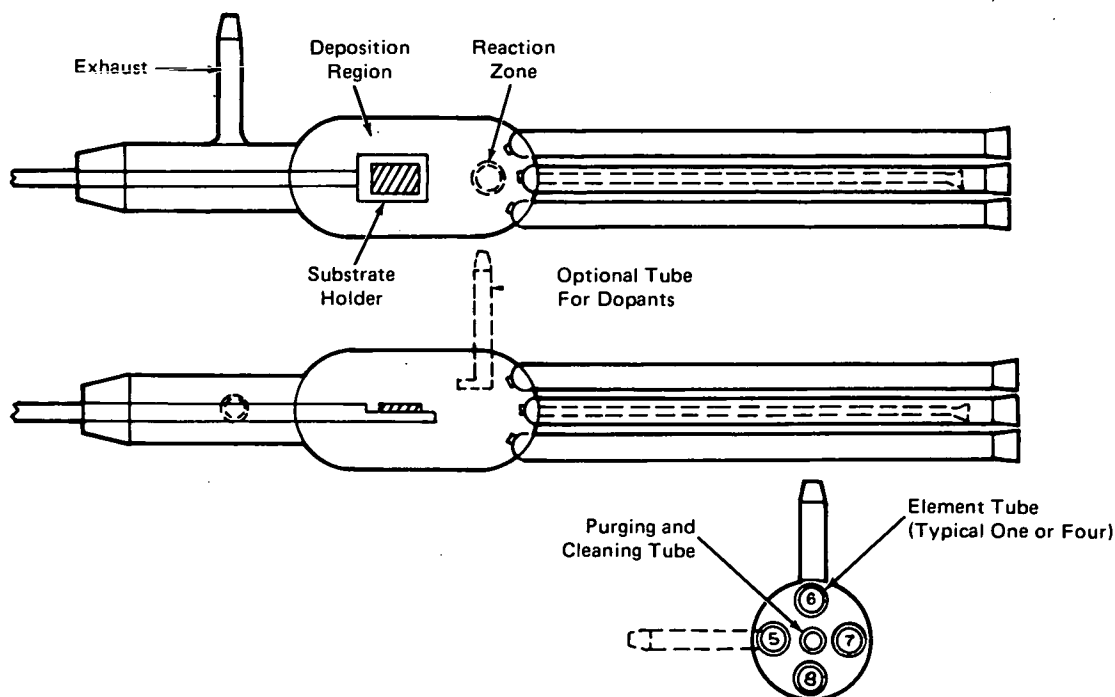 Exhaust
Deposition
Region
Reaction
Zone
Substrate
Holder
Optional Tube
For Dopants
Purging and
Cleaning Tube
Element Tube
(Typical One or Four)
6
5
7
8